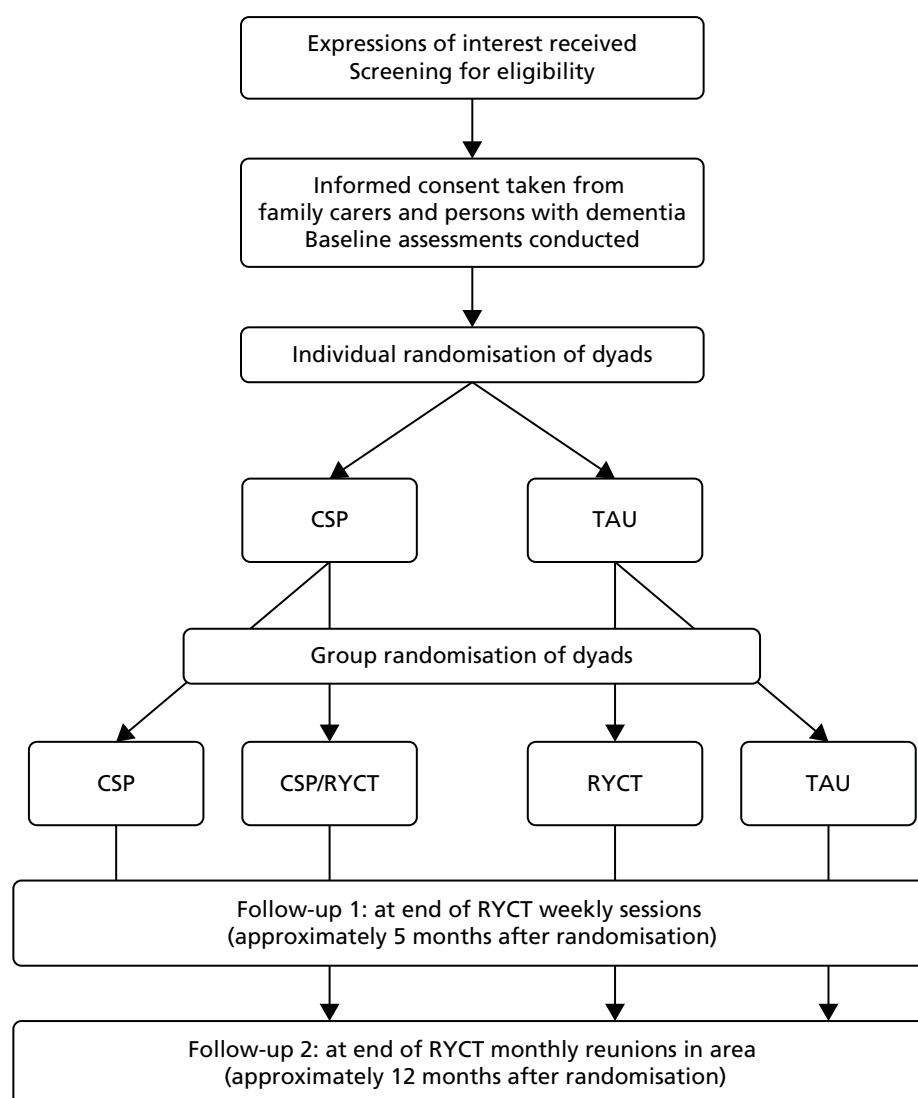 Expressions of interest received
Screening for eligibility
Informed consent taken from
family carers and persons with dementia
Baseline assessments conducted
Individual randomisation of dyads
CSP
TAU
Group randomisation of dyads
CSP
CSP/RYCT
RYCT
TAU
Follow-up 1: at end of RYCT weekly sessions
(approximately 5 months after randomisation)
Follow-up 2: at end of RYCT monthly reunions in area
(approximately 12 months after randomisation)